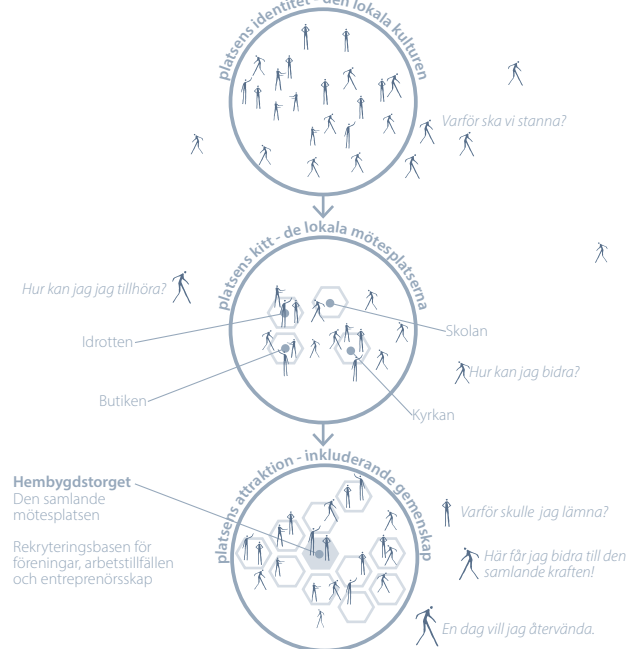 platsens identitet - den lokala kulturen
Varför ska vi stanna?
platsens kitt - de lokala mötesplatserna
Hur kan jag jag tillhöra?
Idrotten
Skolan
Hur kan jag bidra?
Butiken
Kyrkan
platsens attraktion - inkluderande gemenskap
Hembygdstorget
Den samlande
mötesplatsen
Rekryteringsbasen för
föreningar, arbetstillfällen
och entreprenörsskap
Varför skulle jag lämna?
Här får jag bidra till den
samlande kraften!
En dag vill jag återvända.